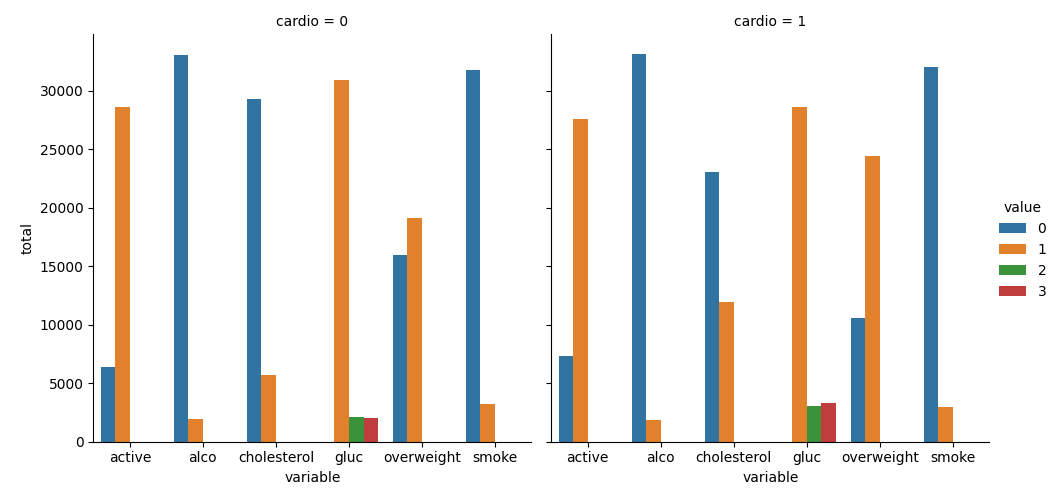 cardio = 0
cardio = 1
total
30000
25000
20000
15000
10000
5000
0
active alco cholesterol gluc overweight smoke
variable
active alco cholesterol gluc overweight smoke
variable
value
0
1
2
3